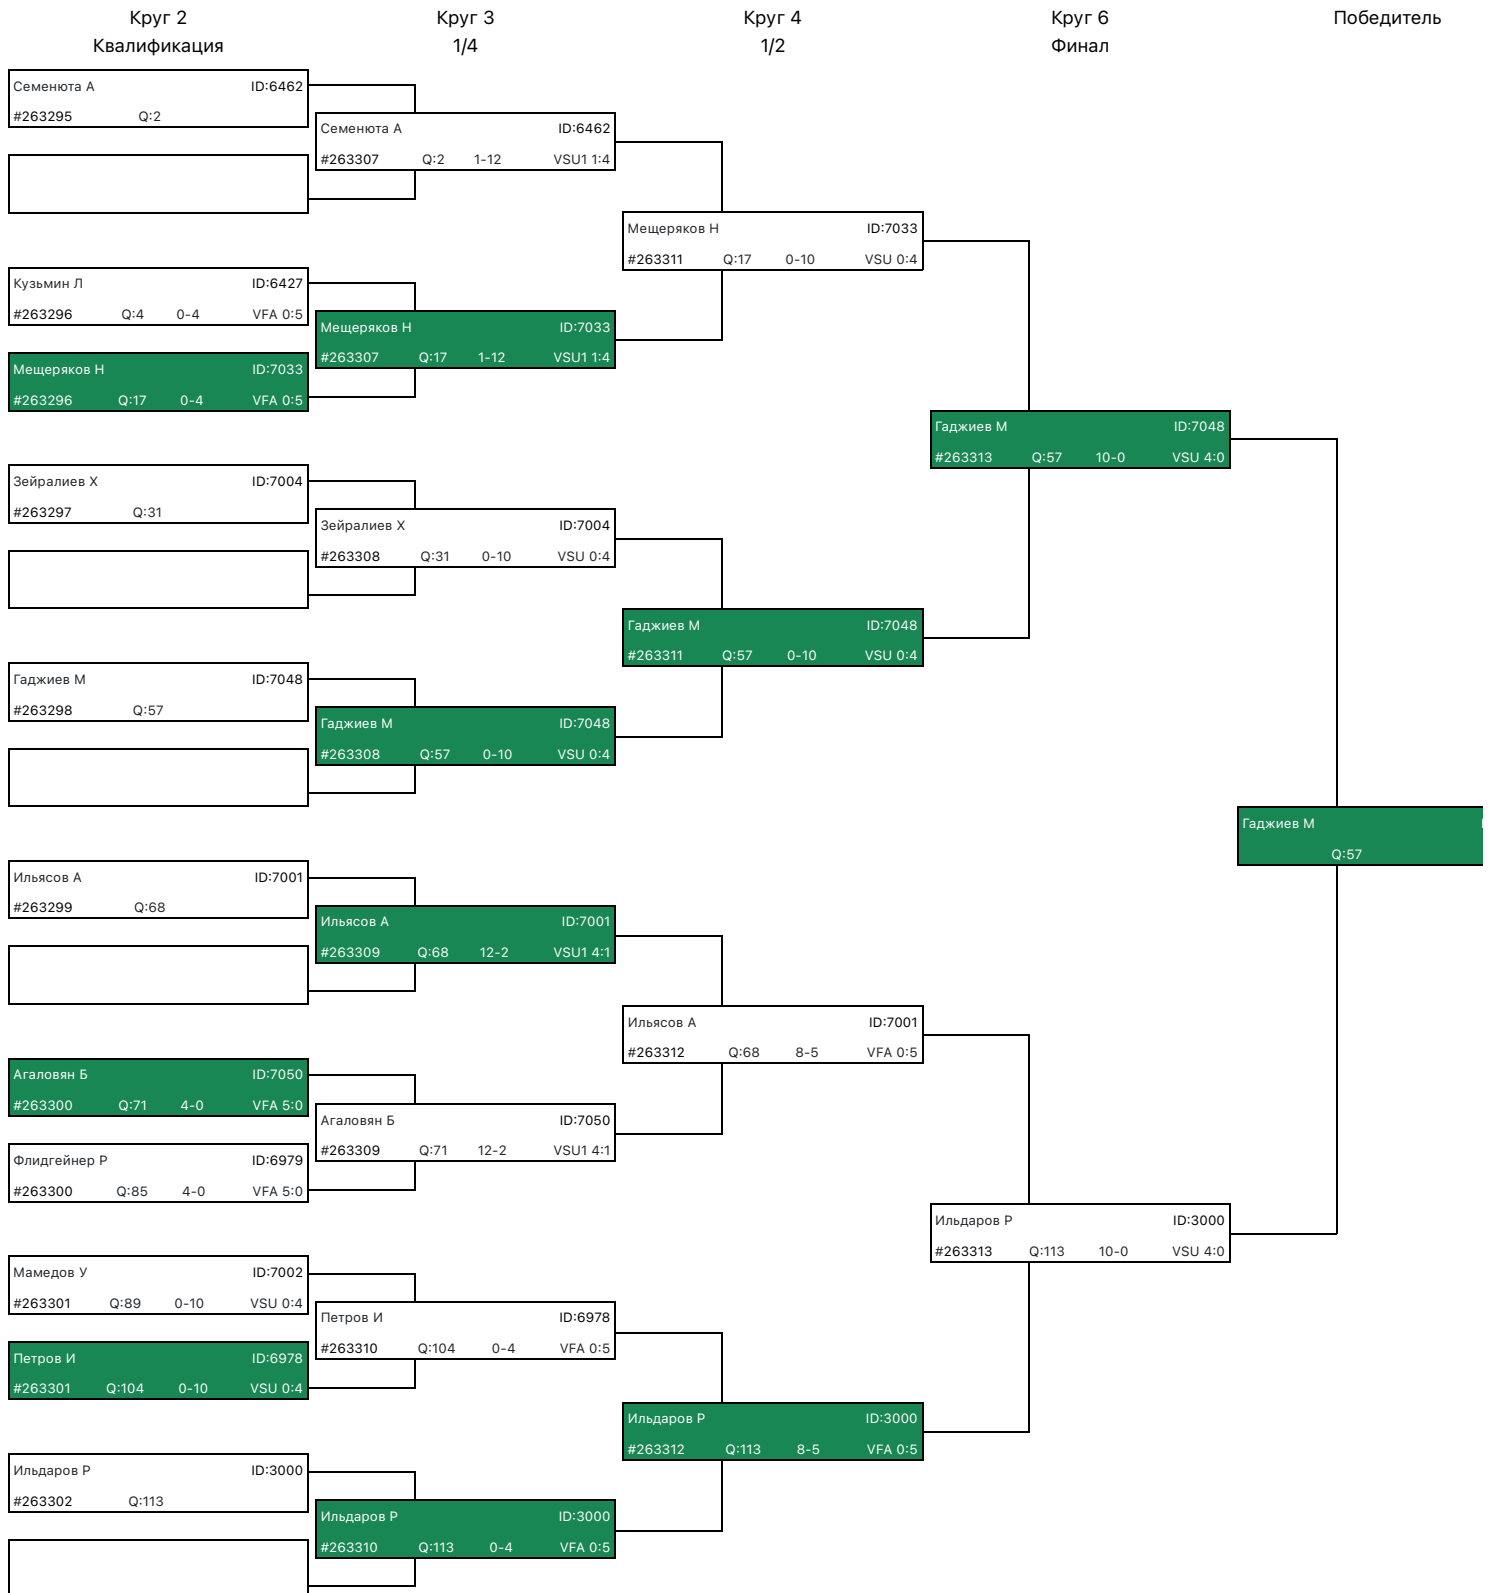 Круг 2
Квалификация
Круг 3
1/4
Круг 4
1/2
Круг 6
Финал
Победитель
Семенюта А ID:6462
#263295 Q:2
Кузьмин Л ID:6427
#263296 Q:4 0-4 VFA 0:5
Мещеряков Н ID:7033
#263296 Q:17 0-4 VFA 0:5
Зейралиев Х ID:7004
#263297 Q:31
Гаджиев М ID:7048
#263298 Q:57
Ильясов А ID:7001
#263299 Q:68
Агаловян Б ID:7050
#263300 Q:71 4-0 VFA 5:0
Флидгейнер Р ID:6979
#263300 Q:85 4-0 VFA 5:0
Мамедов У ID:7002
#263301 Q:89 0-10 VSU 0:4
Петров И ID:6978
#263301 Q:104 0-10 VSU 0:4
Ильдаров Р ID:3000
#263302 Q:113
Семенюта А ID:6462
#263307 Q:2 1-12 VSU1 1:4
Мещеряков Н ID:7033
#263307 Q:17 1-12 VSU1 1:4
Зейралиев Х ID:7004
#263308 Q:31 0-10 VSU 0:4
Гаджиев М ID:7048
#263308 Q:57 0-10 VSU 0:4
Ильясов А ID:7001
#263309 Q:68 12-2 VSU1 4:1
Агаловян Б ID:7050
#263309 Q:71 12-2 VSU1 4:1
Петров И ID:6978
#263310 Q:104 0-4 VFA 0:5
Ильдаров Р ID:3000
#263310 Q:113 0-4 VFA 0:5
Мещеряков Н ID:7033
#263311 Q:17 0-10 VSU 0:4
Гаджиев М ID:7048
#263311 Q:57 0-10 VSU 0:4
Ильясов А ID:7001
#263312 Q:68 8-5 VFA 0:5
Ильдаров Р ID:3000
#263312 Q:113 8-5 VFA 0:5
Гаджиев М ID:7048
#263313 Q:57 10-0 VSU 4:0
Ильдаров Р ID:3000
#263313 Q:113 10-0 VSU 4:0
Гаджиев М
Q:57